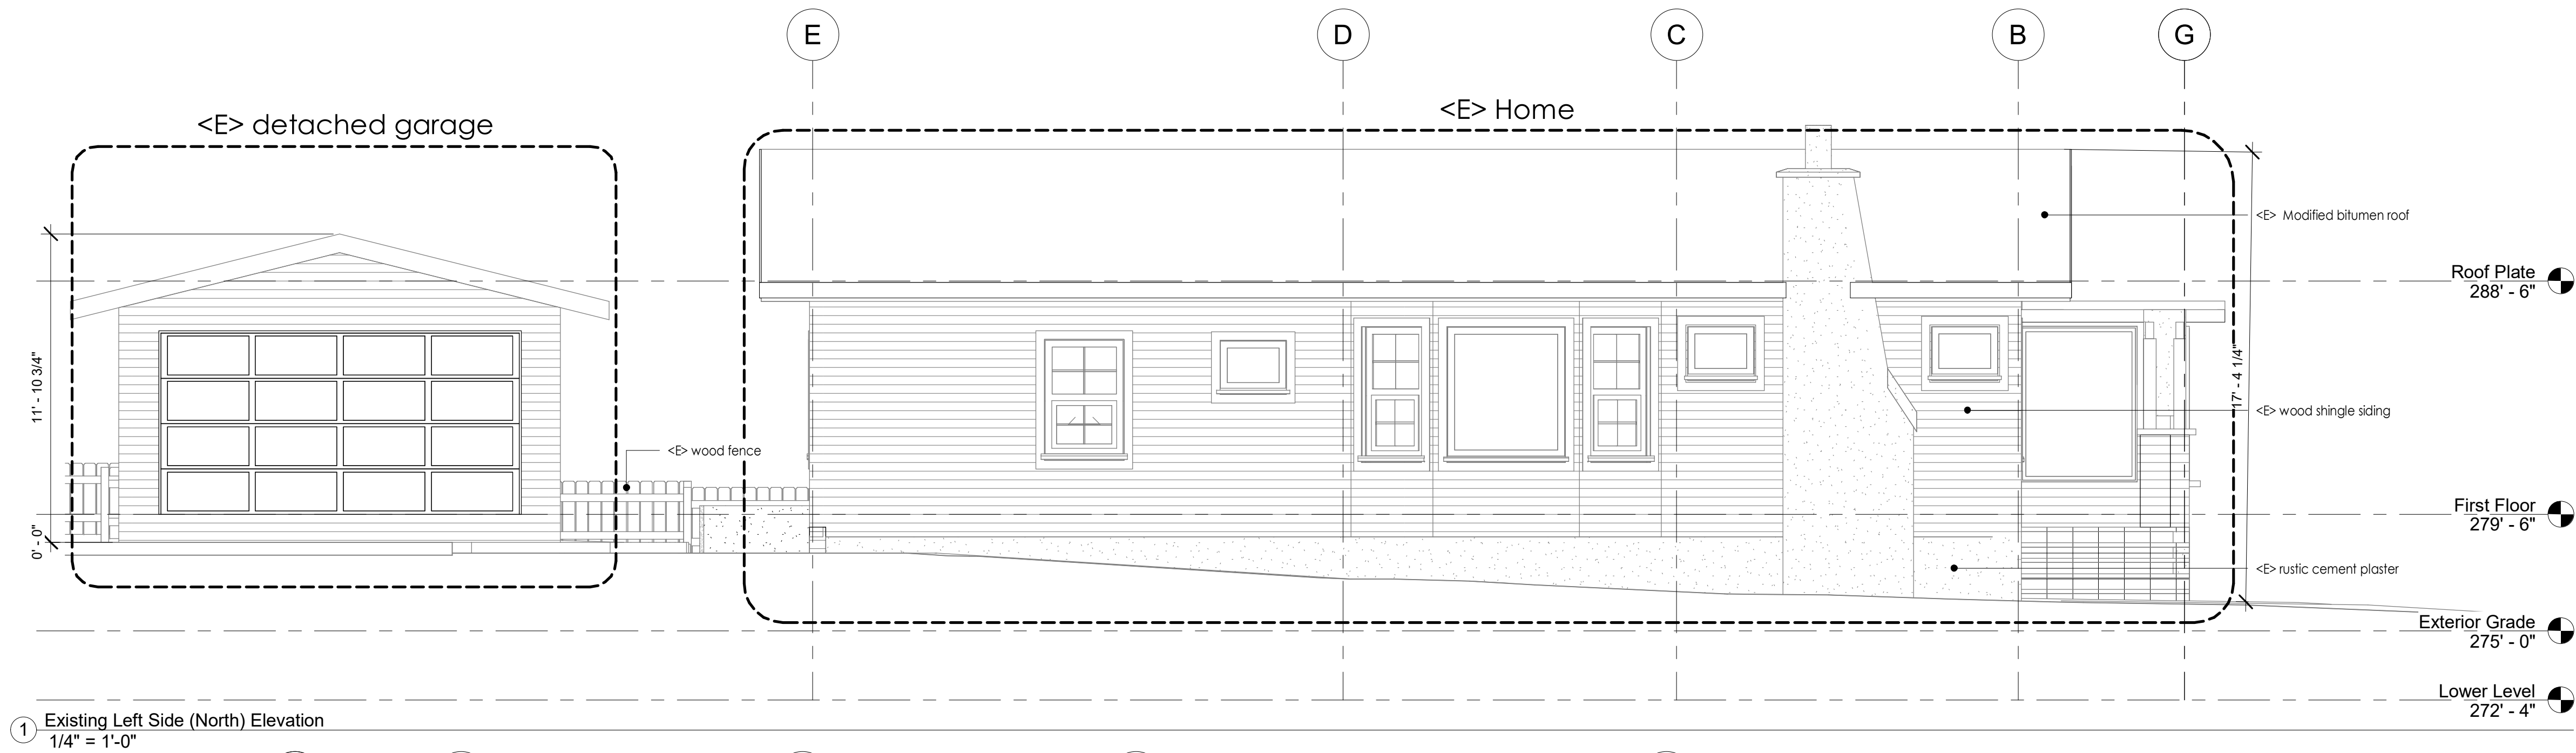 E
D
C
B
G
<E> detached garage
<E> Home
<E> Modified bitumen roof
Roof Plate
288' - 6"
11' - 10 3/4"
17' - 4 1/4"
<E> wood shingle siding
<E> wood fence
First Floor
279' - 6"
0' - 0"
<E> rustic cement plaster
Exterior Grade
275' - 0"
Lower Level
272' - 4"
1
Existing Left Side (North) Elevation
1/4" = 1'-0"